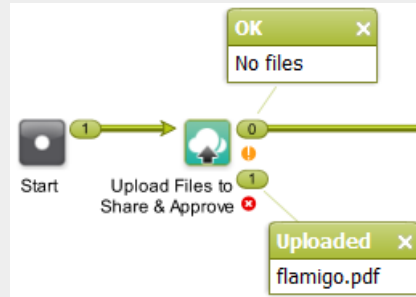 OK
No files
1
0
Start
Upload Files to
Share & Approve
1
Uploaded
flamigo.pdf